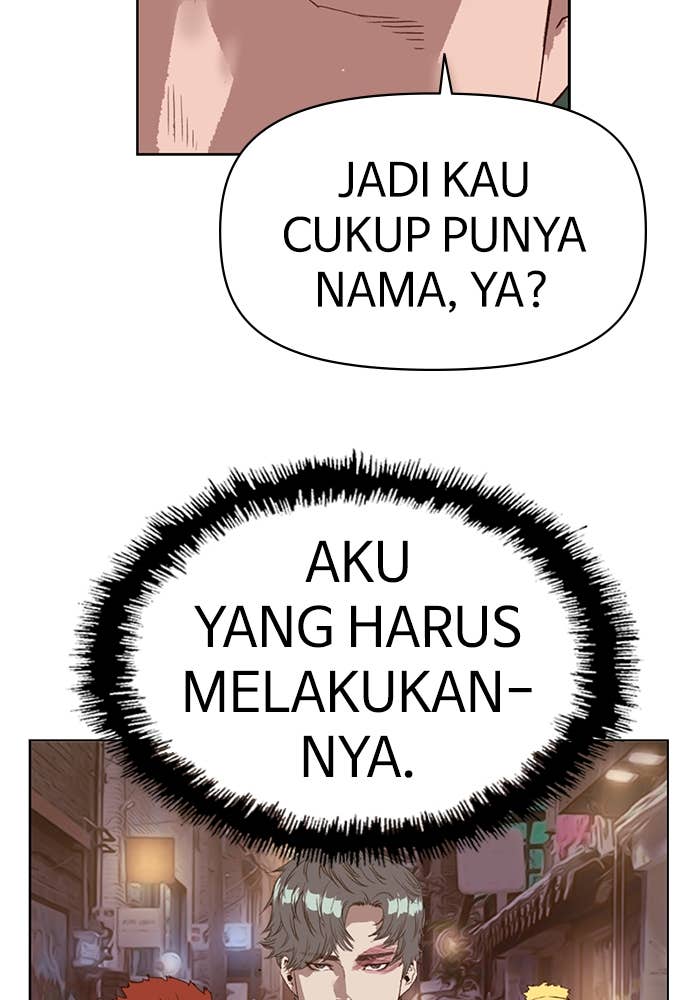 JADI KAU
CUKUP PUNYA
NAMA, YA?
AKU
YANG HARUS
MELAKUKAN-
NYA.